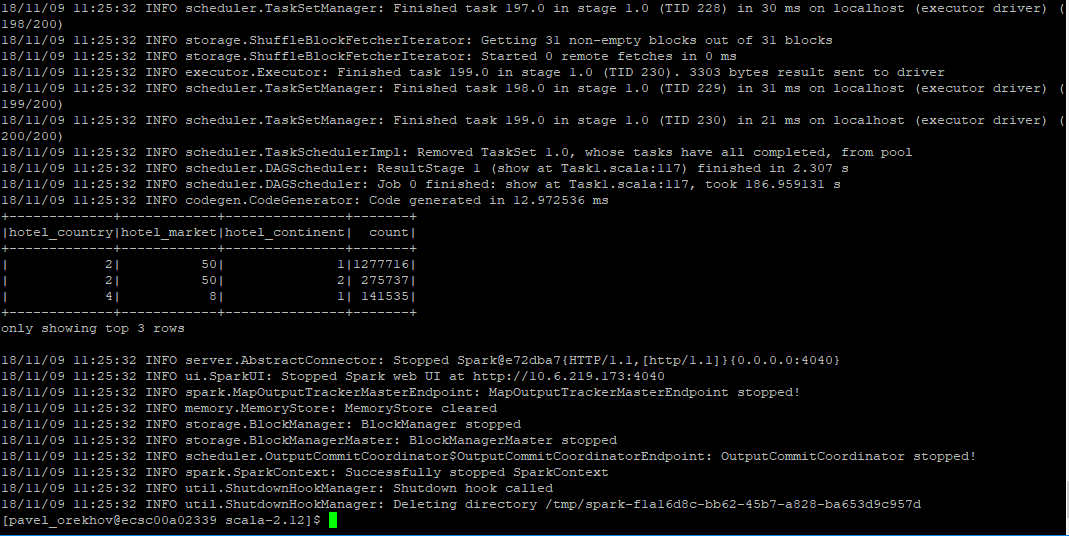 18/11/09 11:25:32 INFO scheduler.TaskSetManager: Finished task 197.0 in stage 1.0 (TID 228) in 30 ms on localhost (executor driver) (
198/200)
18/11/09 11:25:32 INFO storage.ShuffleBlockFetcherIterator: Getting 31 non-empty blocks out of 31 blocks
18/11/09 11:25:32 INFO storage.ShuffleBlockFetcherIterator: Started 0 remote fetches in 0 ms
18/11/09 11:25:32 INFO executor.Executor: Finished task 199.0 in stage 1.0 (TID 230). 3303 bytes result sent to driver
18/11/09 11:25:32 INFO scheduler.TaskSetManager: Finished task 198.0 in stage 1.0 (TID 229) in 31 ms on localhost (executor driver) (
199/200)
18/11/09 11:25:32 INFO scheduler.TaskSetManager: Finished task 199.0 in stage 1.0 (TID 230) in 21 ms on localhost (executor driver) (
200/200)
18/11/09 11:25:32 INFO scheduler.TaskSchedulerImpl: Removed TaskSet 1.0, whose tasks have all completed, from pool
18/11/09 11:25:32 INFO scheduler.DAGScheduler: ResultStage 1 (show at Task1.scala:117) finished in 2.307 s
18/11/09 11:25:32 INFO scheduler.DAGScheduler: Job 0 finished: show at Task1.scala:117, took 186.959131 s
18/11/09 11:25:32 INFO codegen.CodeGenerator: Code generated in 12.972536 ms
+-------------+------------+---------------+-------+
|hotel_country|hotel_market|hotel_continent|  count|
+-------------+------------+---------------+-------+
|            2|          50|              1|1277716|
|            2|          50|              2| 275737|
|            4|           8|              1| 141535|
+-------------+------------+---------------+-------+
only showing top 3 rows
18/11/09 11:25:32 INFO server.AbstractConnector: Stopped Spark@e72dba7{HTTP/1.1,[http/1.1]}{0.0.0.0:4040}
18/11/09 11:25:32 INFO ui.SparkUI: Stopped Spark web UI at http://10.6.219.173:4040
18/11/09 11:25:32 INFO spark.MapOutputTrackerMasterEndpoint: MapOutputTrackerMasterEndpoint stopped!
18/11/09 11:25:32 INFO memory.MemoryStore: MemoryStore cleared
18/11/09 11:25:32 INFO storage.BlockManager: BlockManager stopped
18/11/09 11:25:32 INFO storage.BlockManagerMaster: BlockManagerMaster stopped
18/11/09 11:25:32 INFO scheduler.OutputCommitCoordinator$OutputCommitCoordinatorEndpoint: OutputCommitCoordinator stopped!
18/11/09 11:25:32 INFO spark.SparkContext: Successfully stopped SparkContext
18/11/09 11:25:32 INFO util.ShutdownHookManager: Shutdown hook called
18/11/09 11:25:32 INFO util.ShutdownHookManager: Deleting directory /tmp/spark-f1a16d8c-bb62-45b7-a828-ba653d9c957d
[pavel_orekhov@ecsc00a02339 scala-2.12]$